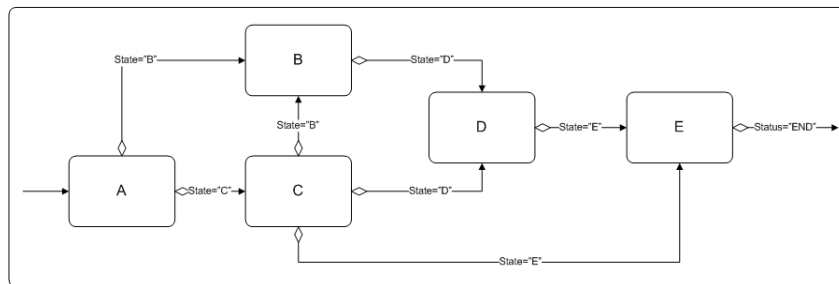 State="B"
B
State="D"
State="B"
D
State="E"
E
Status="END"
A
State="C"
C
State="D"
State="E"